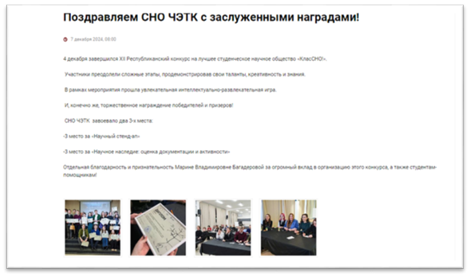 Поздравляем СНО ЧЭТК с заслуженными наградами!
7 декабря 2024, 08:00
4 декабря завершился XII Республиканский конкурс на лучшее студенческое научное общество «КласСНО».
Участники преодолели сложные этапы, продемонстрировав свои таланты, креативность и знания.
В рамках мероприятия прошла увлекательная интеллектуально-развлекательная игра.
И, конечно же, торжественное награждение победителей и призеров!
СНО ЧЭТК завоевало два 3-х места:
-3 место за «Научный стенд-ап»
-3 место за «Научное наследие: оценка документации и активности»
Отдельная благодарность и признательность Марине Владимировне Багадеровой за огромный вклад в организацию этого конкурса, а также студентам-
помощникам!